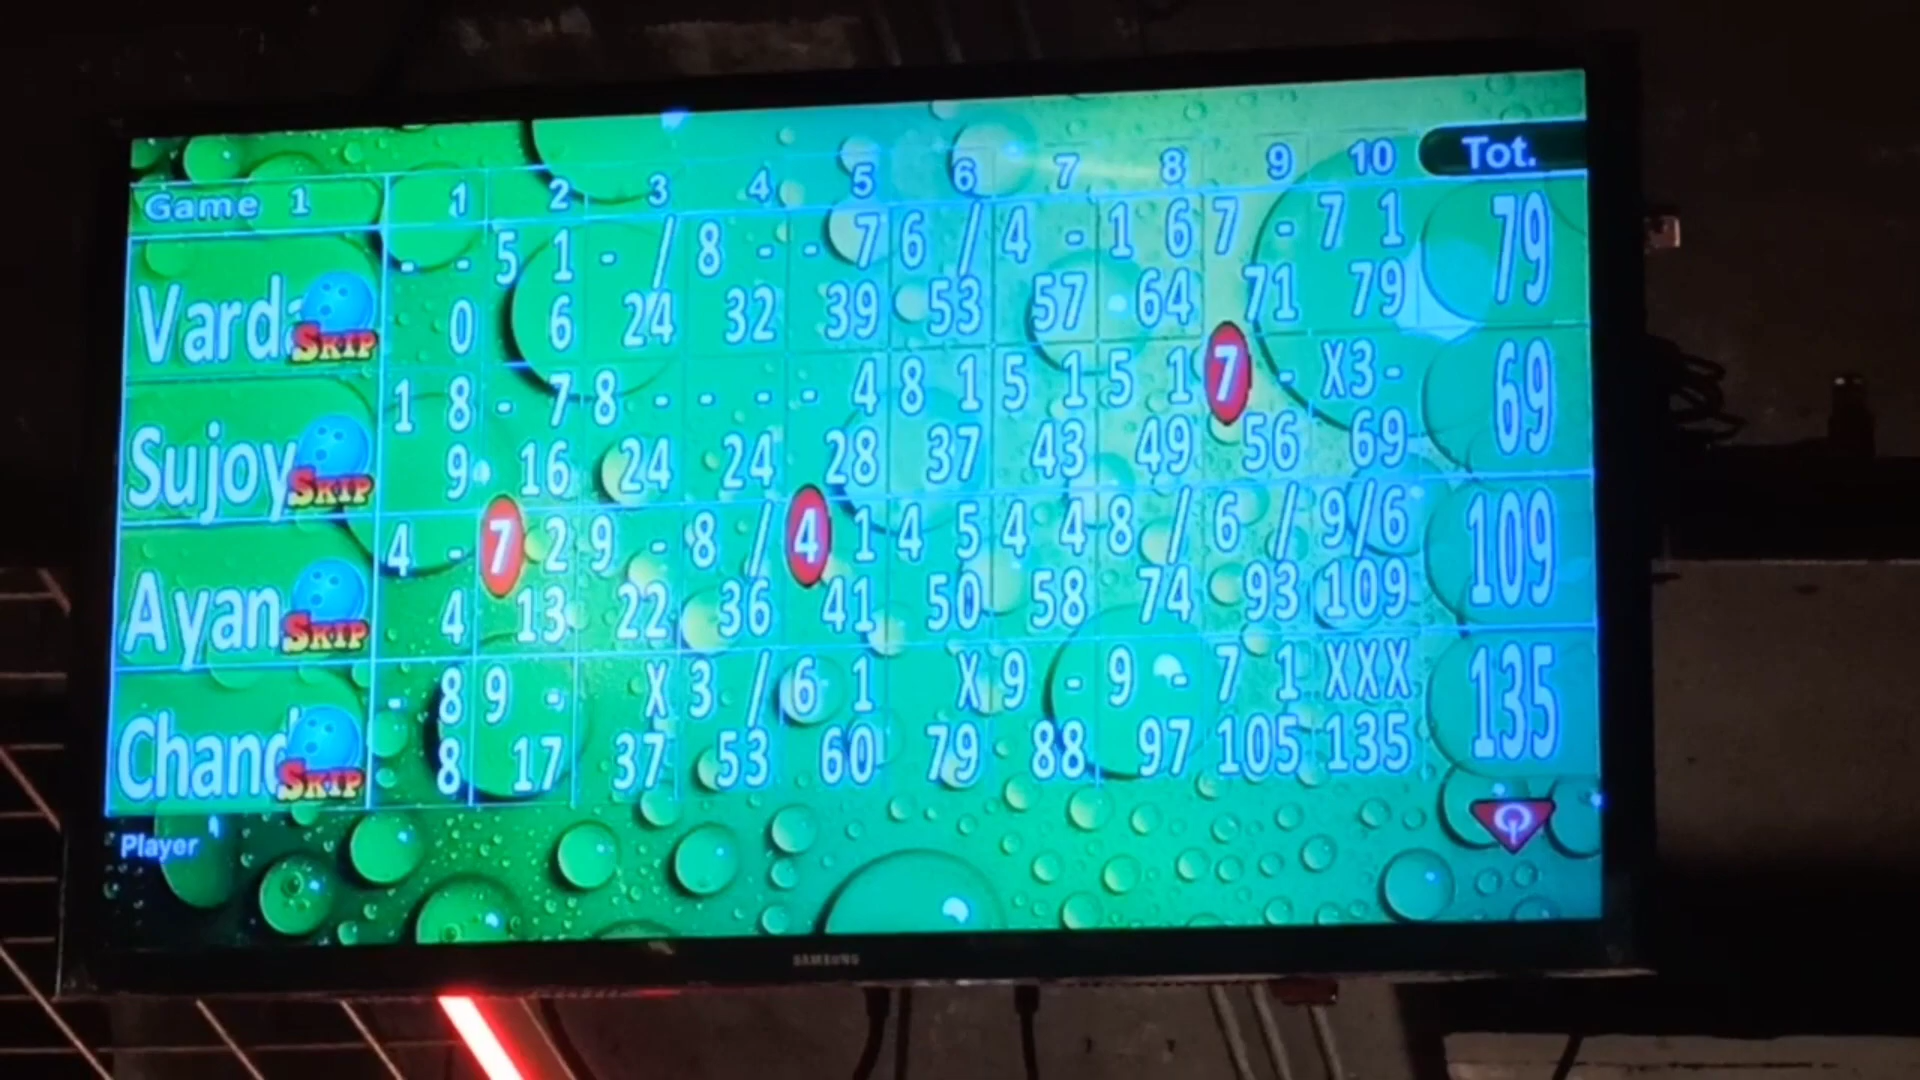 Game 1 1 2 3 4 5 6 7 8 9 10 Tot.
- - 5 1 - / 8 - - 7 6 / 4 - 1 6 7 - 7 1 79
Varda SKIP 0 6 24 32 39 53 57 64 71 79
1 8 - 7 8 - - - - 4 8 1 5 1 5 1 7 - X3- 69
Sujoy SKIP 9 16 24 24 28 37 43 49 56 69
4 - 7 2 9 - 8 / 4 1 4 5 4 4 8 / 6 / 9/6 109
Ayan SKIP 4 13 22 36 41 50 58 74 93 109
- 8 9 - X 3 / 6 1 X 9 - 9 - 7 1 XXX 135
Chand SKIP 8 17 37 53 60 79 88 97 105 135
Player
SAMSUNG